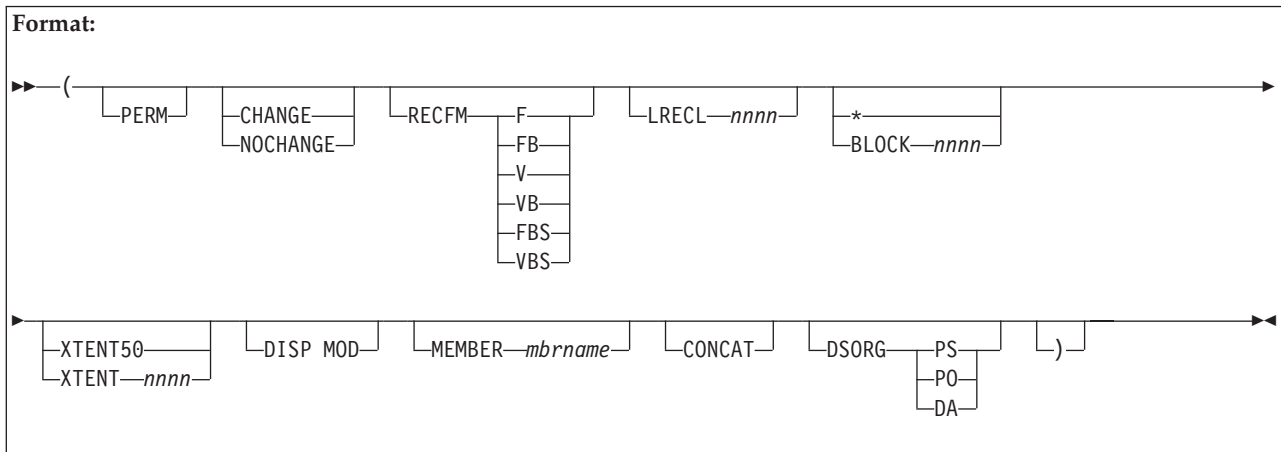 Format:
(
PERM CHANGE RECFM F LRECL nnnn *
NOCHANGE FB BLOCK nnnn
V
VB
FBS
VBS
XTENT50 DISP MOD MEMBER mbrname CONCAT DSORG PS )
XTENT nnnn PO
DA